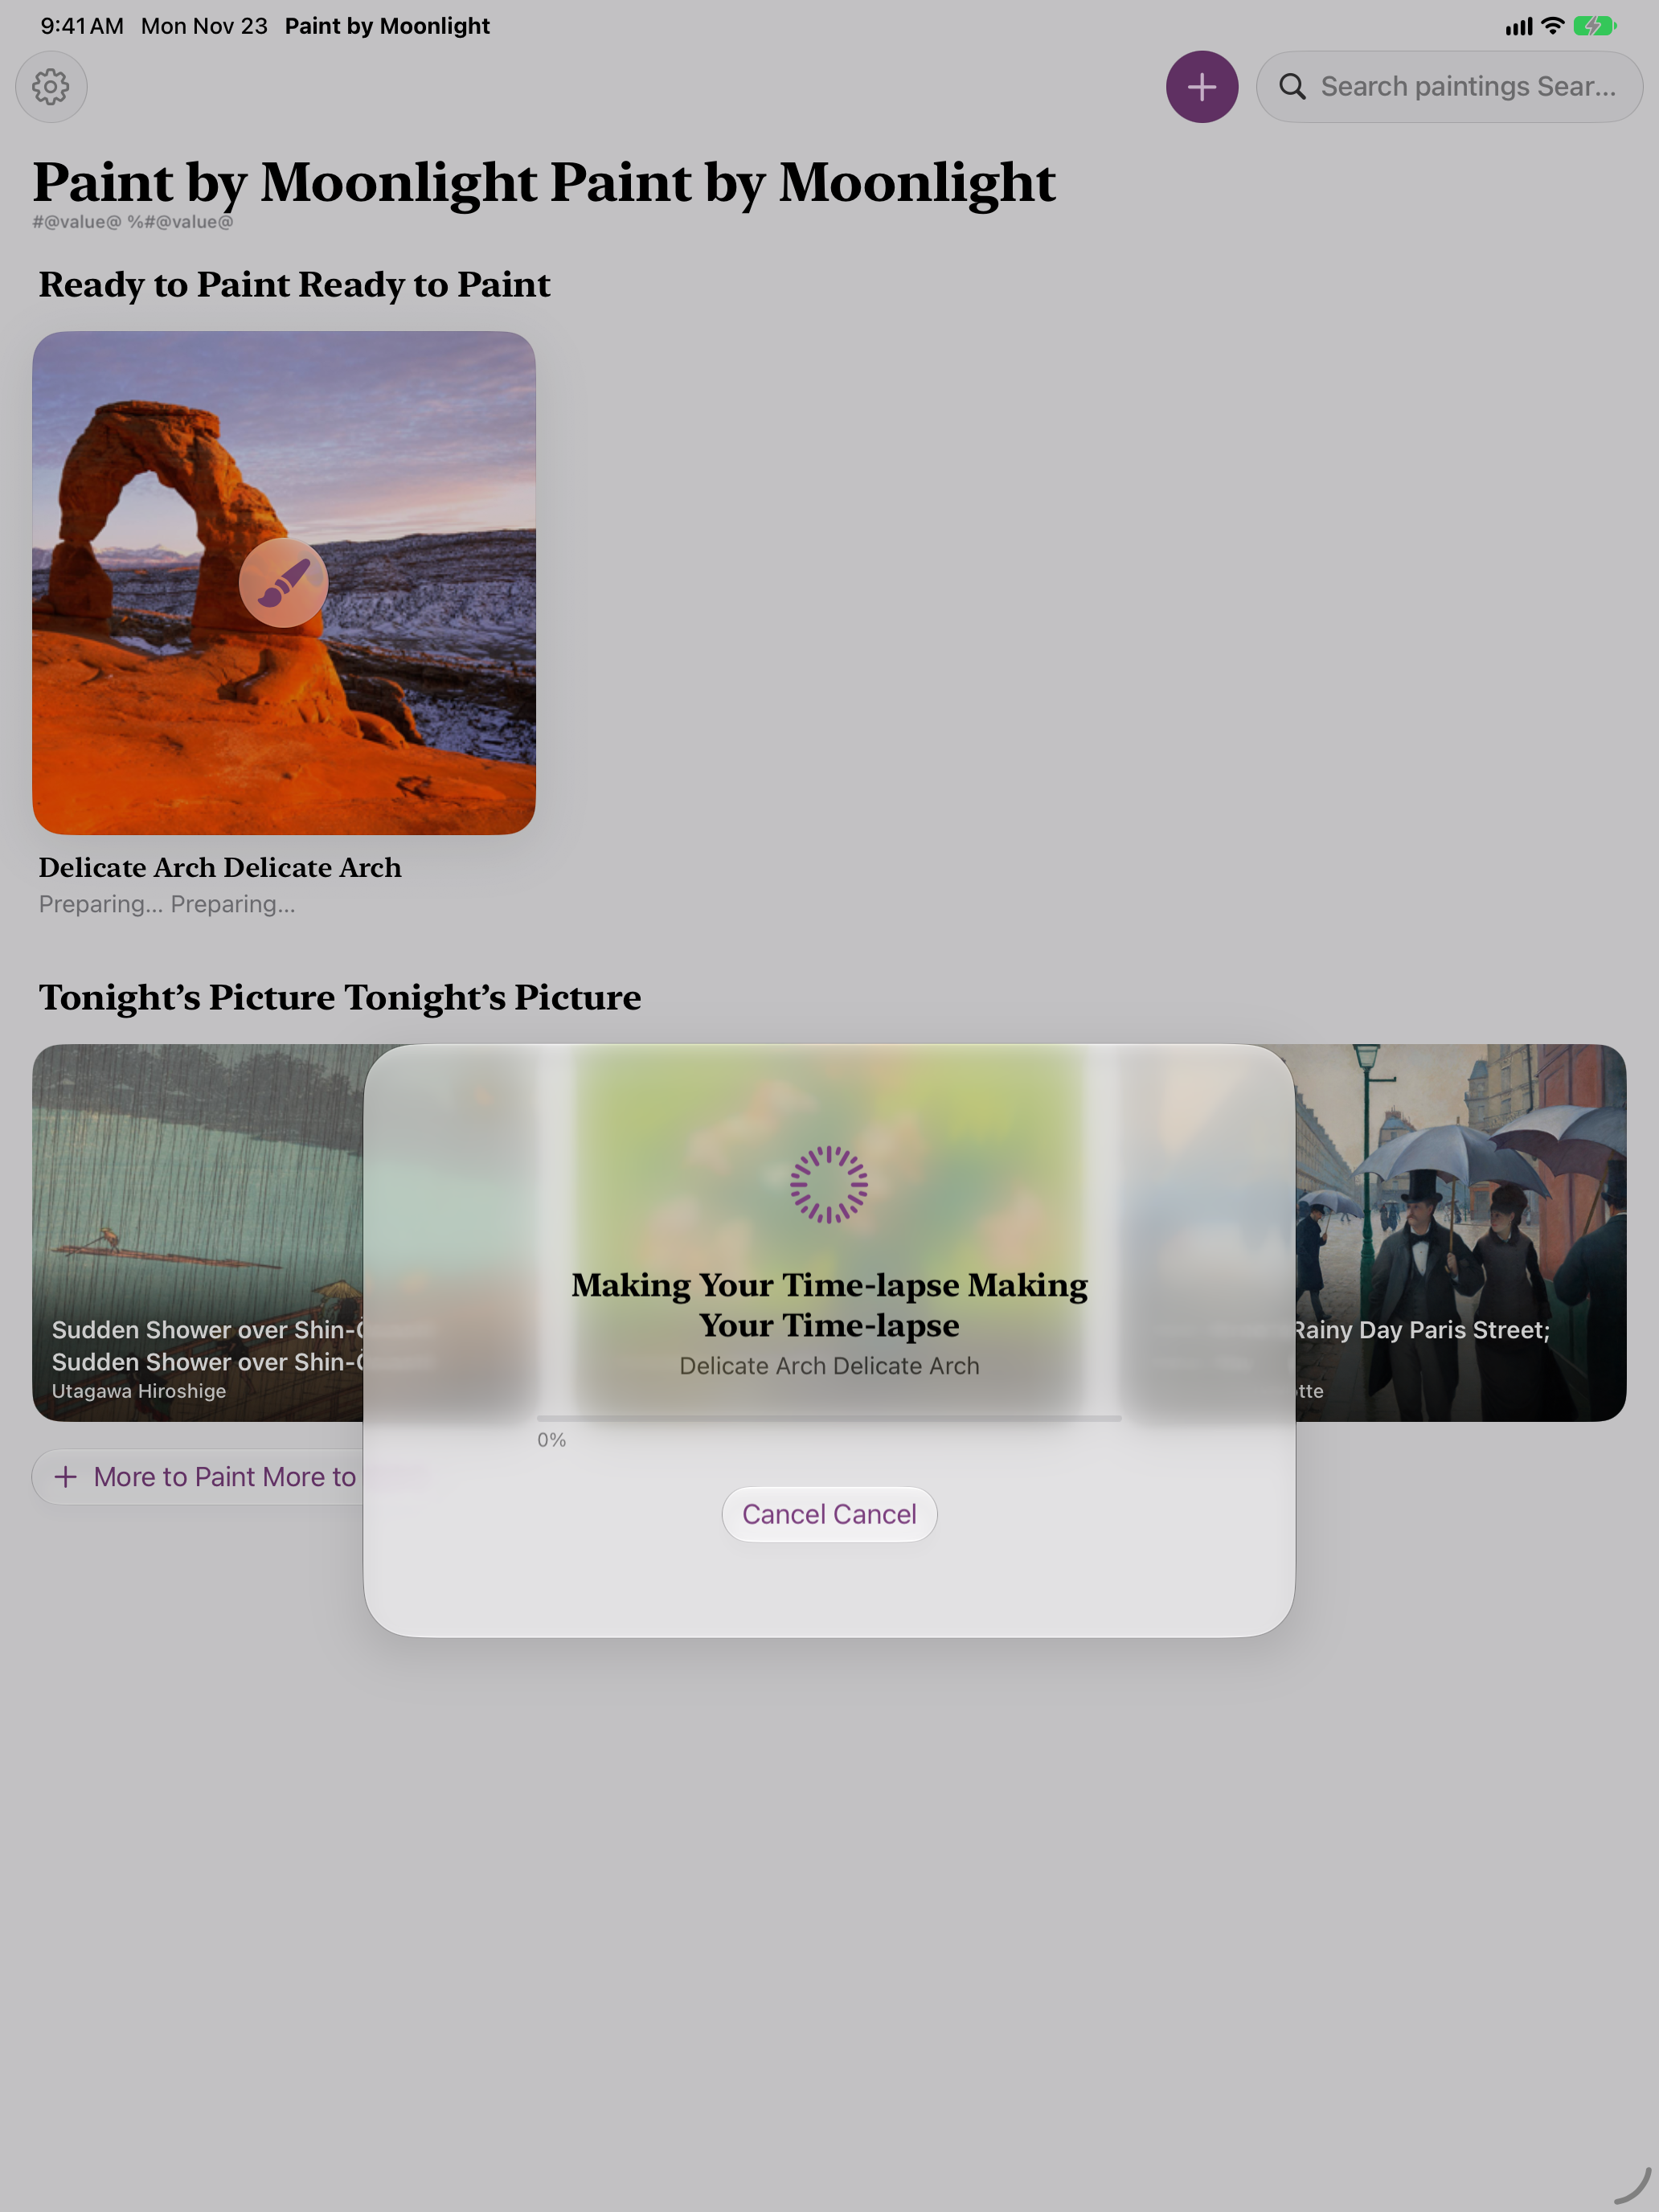 9:41 AM Mon Nov 23 Paint by Moonlight
Search paintings Sear...
Paint by Moonlight Paint by Moonlight
#@value@ %#@value@
Ready to Paint Ready to Paint
Delicate Arch Delicate Arch
Preparing... Preparing...
Tonight’s Picture Tonight’s Picture
Sudden Shower over
Sudden Shower over
Utagawa Hiroshige
Rainy Day Paris Street;
More to Paint More to
Making Your Time-lapse Making
Your Time-lapse
Delicate Arch Delicate Arch
0%
Cancel Cancel